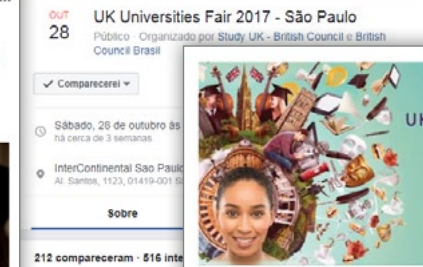 OUT
28
UK Universities Fair 2017 - São Paulo
Público · Organizado por Study UK - British Council e British
Council Brasil
✓ Comparecerei
Sábado, 28 de outubro às
há cerca de 3 semanas
InterContinental Sao Paulo
Al. Santos, 1123, 01419-001 S
Sobre
212 compareceram · 516 inte
UK